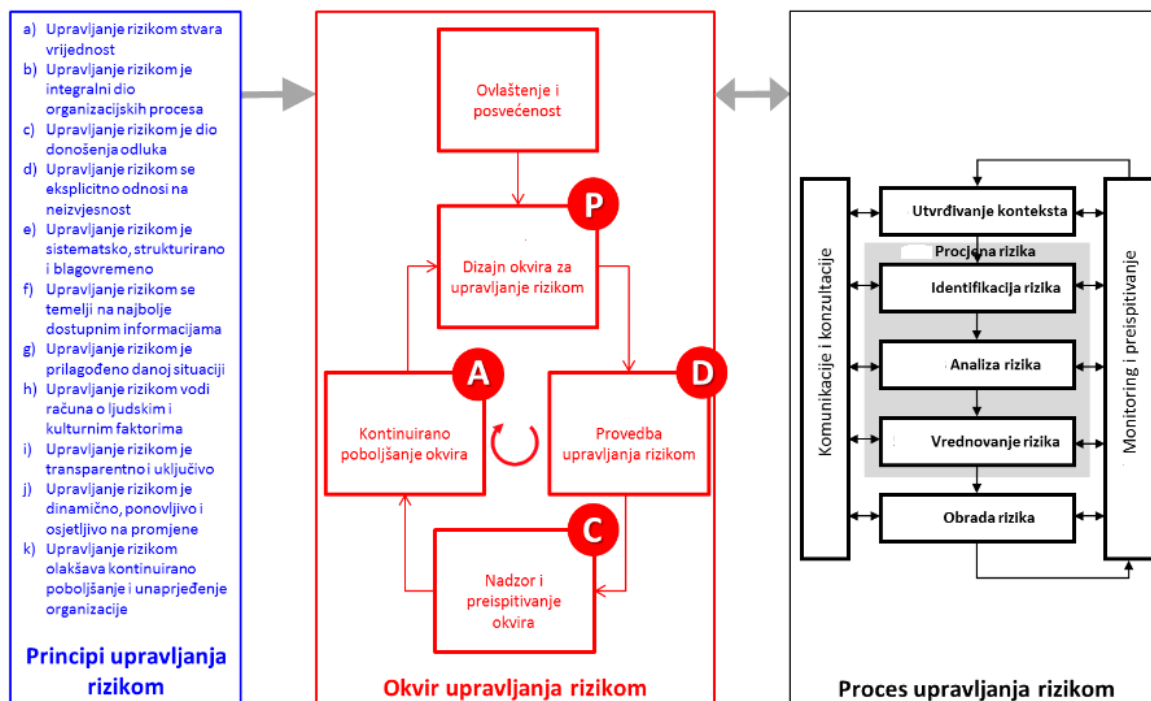 a) Upravljanje rizikom stvara
vrijednost
b) Upravljanje rizikom je
integralni dio
organizacijskih procesa
c) Upravljanje rizikom je dio
donošenja odluka
d) Upravljanje rizikom se
eksplicitno odnosi na
neizvjesnost
e) Upravljanje rizikom je
sistematsko, strukturirano
i blagovremeno
f) Upravljanje rizikom se
temelji na najbolje
dostupnim informacijama
g) Upravljanje rizikom je
prilagođeno danoj situaciji
h) Upravljanje rizikom vodi
računa o ljudskim i
kulturnim faktorima
i) Upravljanje rizikom je
transparentno i uključivo
j) Upravljanje rizikom je
dinamično, ponovljivo i
osjetljivo na promjene
k) Upravljanje rizikom
olakšava kontinuirano
poboljšanje i unaprjeđenje
organizacije
Principi upravljanja
rizikom
Ovlaštenje i
posvećenost
P
Dizajn okvira za
upravljanje rizikom
A
Kontinuirano
poboljšanje okvira
D
Provedba
upravljanja rizikom
C
Nadzor i
preispitivanje
okvira
Okvir upravljanja rizikom
Komunikacije i konzultacije
Utvrđivanje konteksta
Procjena rizika
Identifikacija rizika
Analiza rizika
Vrednovanje rizika
Obrada rizika
Monitoring i preispitivanje
Proces upravljanja rizikom